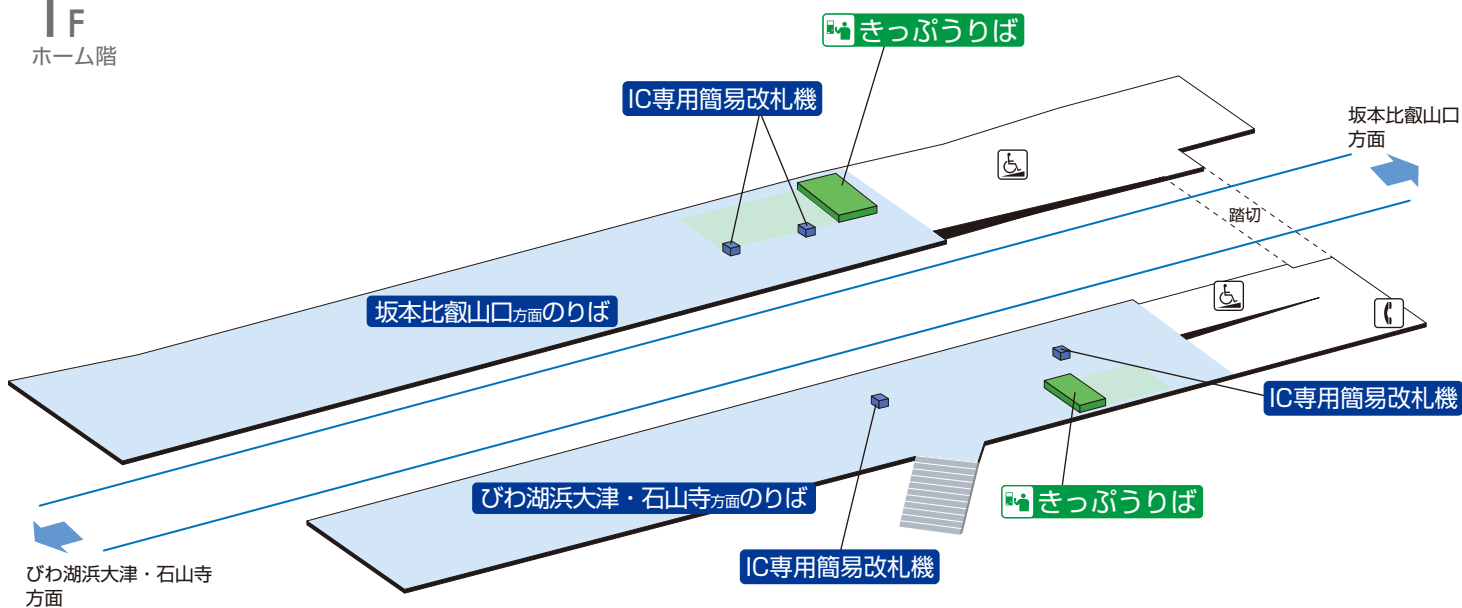 1F
ホーム階
きっぷうりば
IC専用簡易改札機
坂本比叡山口
方面
踏切
坂本比叡山口方面のりば
IC専用簡易改札機
びわ湖浜大津・石山寺方面のりば
きっぷうりば
IC専用簡易改札機
びわ湖浜大津・石山寺
方面